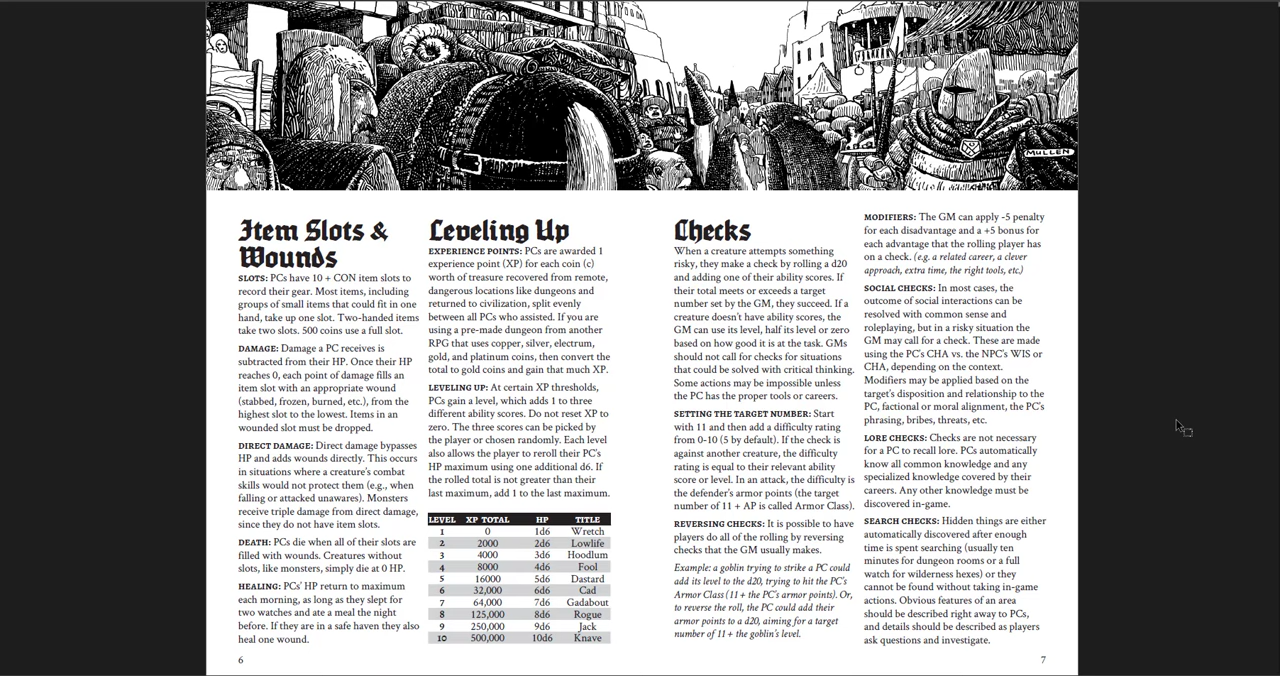 MULLEN
Item Slots &
Wounds
SLOTS: PCs have 10 + CON item slots to
record their gear. Most items, including
groups of small items that could fit in one
hand, take up one slot. Two-handed items
take two slots. 500 coins use a full slot.
DAMAGE: Damage a PC receives is
subtracted from their HP. Once their HP
reaches 0, each point of damage fills an
item slot with an appropriate wound
(stabbed, frozen, burned, etc.), from the
highest slot to the lowest. Items in an
wounded slot must be dropped.
DIRECT DAMAGE: Direct damage bypasses
HP and adds wounds directly. This occurs
in situations where a creature's combat
skills would not protect them (e.g., when
falling or attacked unawares). Monsters
receive triple damage from direct damage,
since they do not have item slots.
DEATH: PCs die when all of their slots are
filled with wounds. Creatures without
slots, like monsters, simply die at 0 HP.
HEALING: PCs' HP return to maximum
each morning, as long as they slept for
two watches and ate a meal the night
before. If they are in a safe haven they also
heal one wound.
6
Leveling Up
EXPERIENCE POINTS: PCs are awarded 1
experience point (XP) for each coin (c)
worth of treasure recovered from remote,
dangerous locations like dungeons and
returned to civilization, split evenly
between all PCs who assisted. If you are
using a pre-made dungeon from another
RPG that uses copper, silver, electrum,
gold, and platinum coins, then convert the
total to gold coins and gain that much XP.
LEVELING UP: At certain XP thresholds,
PCs gain a level, which adds 1 to three
different ability scores. Do not reset XP to
zero. The three scores can be picked by
the player or chosen randomly. Each level
also allows the player to reroll their PC's
HP maximum using one additional d6. If
the rolled total is not greater than their
last maximum, add 1 to the last maximum.
LEVEL XP TOTAL HP TITLE
1 0 1d6 Wretch
2 2000 2d6 Lowlife
3 4000 3d6 Hoodlum
4 8000 4d6 Fool
5 16000 5d6 Dastard
6 32,000 6d6 Cad
7 64,000 7d6 Gadabout
8 125,000 8d6 Rogue
9 250,000 9d6 Jack
10 500,000 10d6 Knave
Checks
When a creature attempts something
risky, they make a check by rolling a d20
and adding one of their ability scores. If
their total meets or exceeds a target
number set by the GM, they succeed. If a
creature doesn't have ability scores, the
GM can use its level, half its level or zero
based on how good it is at the task. GMs
should not call for checks for situations
that could be solved with critical thinking.
Some actions may be impossible unless
the PC has the proper tools or careers.
SETTING THE TARGET NUMBER: Start
with 11 and then add a difficulty rating
from 0-10 (5 by default). If the check is
against another creature, the difficulty
rating is equal to their relevant ability
score or level. In an attack, the difficulty is
the defender's armor points (the target
number of 11 + AP is called Armor Class).
REVERSING CHECKS: It is possible to have
players do all of the rolling by reversing
checks that the GM usually makes.
Example: a goblin trying to strike a PC could
add its level to the d20, trying to hit the PC's
Armor Class (11 + the PC's armor points). Or,
to reverse the roll, the PC could add their
armor points to a d20, aiming for a target
number of 11 + the goblin's level.
MODIFIERS: The GM can apply -5 penalty
for each disadvantage and a +5 bonus for
each advantage that the rolling player has
on a check. (e.g. a related career, a clever
approach, extra time, the right tools, etc.)
SOCIAL CHECKS: In most cases, the
outcome of social interactions can be
resolved with common sense and
roleplaying, but in a risky situation the
GM may call for a check. These are made
using the PC's CHA vs. the NPC's WIS or
CHA, depending on the context.
Modifiers may be applied based on the
target's disposition and relationship to the
PC, factional or moral alignment, the PC's
phrasing, bribes, threats, etc.
LORE CHECKS: Checks are not necessary
for a PC to recall lore. PCs automatically
know all common knowledge and any
specialized knowledge covered by their
careers. Any other knowledge must be
discovered in-game.
SEARCH CHECKS: Hidden things are either
automatically discovered after enough
time is spent searching (usually ten
minutes for dungeon rooms or a full
watch for wilderness hexes) or they
cannot be found without taking in-game
actions. Obvious features of an area
should be described right away to PCs,
and details should be described as players
ask questions and investigate.
7